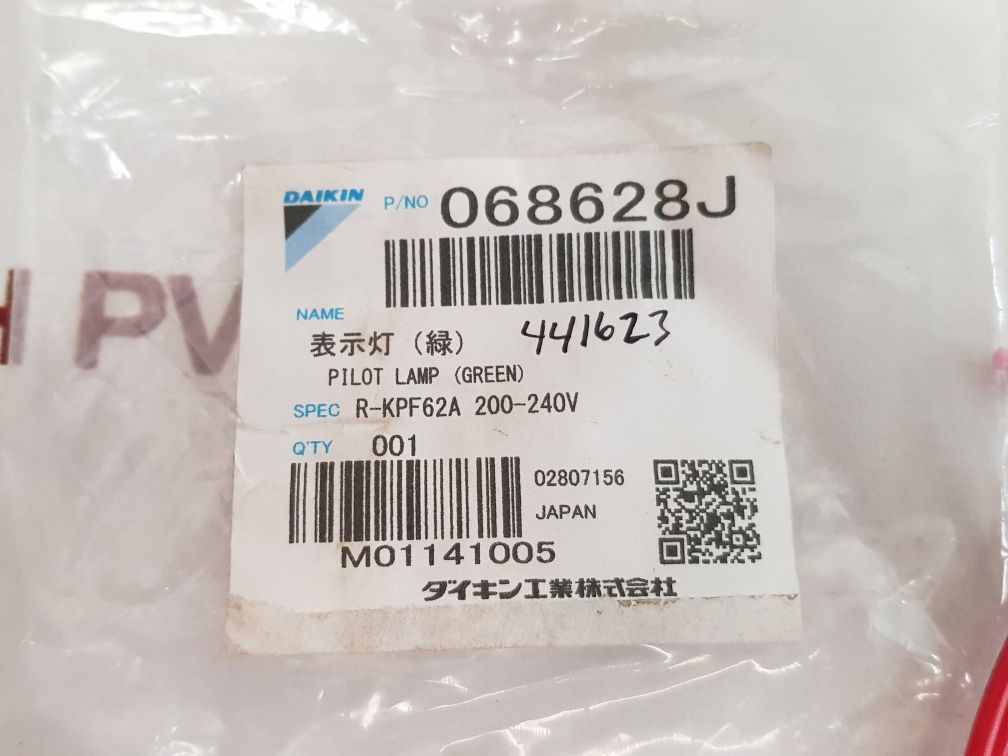 DAIKIN P/NO 068628J
NAME
表示灯 (緑) 441623
PILOT LAMP (GREEN)
SPEC R-KPF62A 200-240V
Q'TY 001
02807156
JAPAN
M01141005
ダイキン工業株式会社
H PV